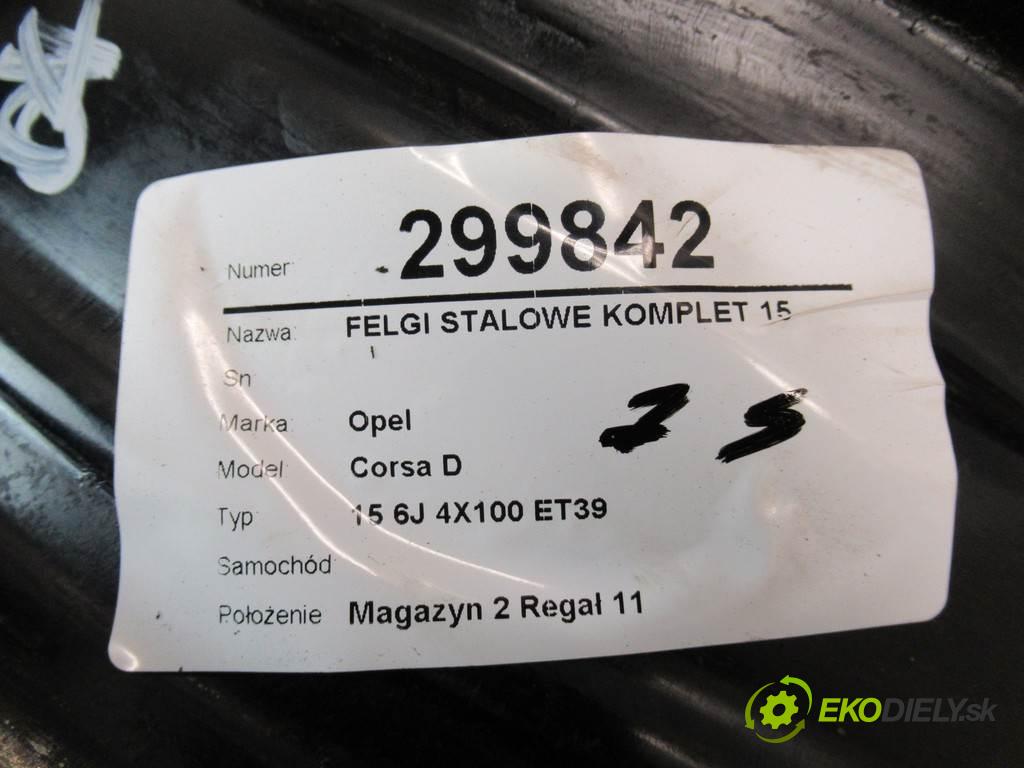 Numer: 299842
Nazwa: FELGI STALOWE KOMPLET 15
Sn
Marka: Opel
Model: Corsa D
Typ 15 6J 4X100 ET39
Samochód
Położenie Magazyn 2 Regał 11
EKODIELY.sk